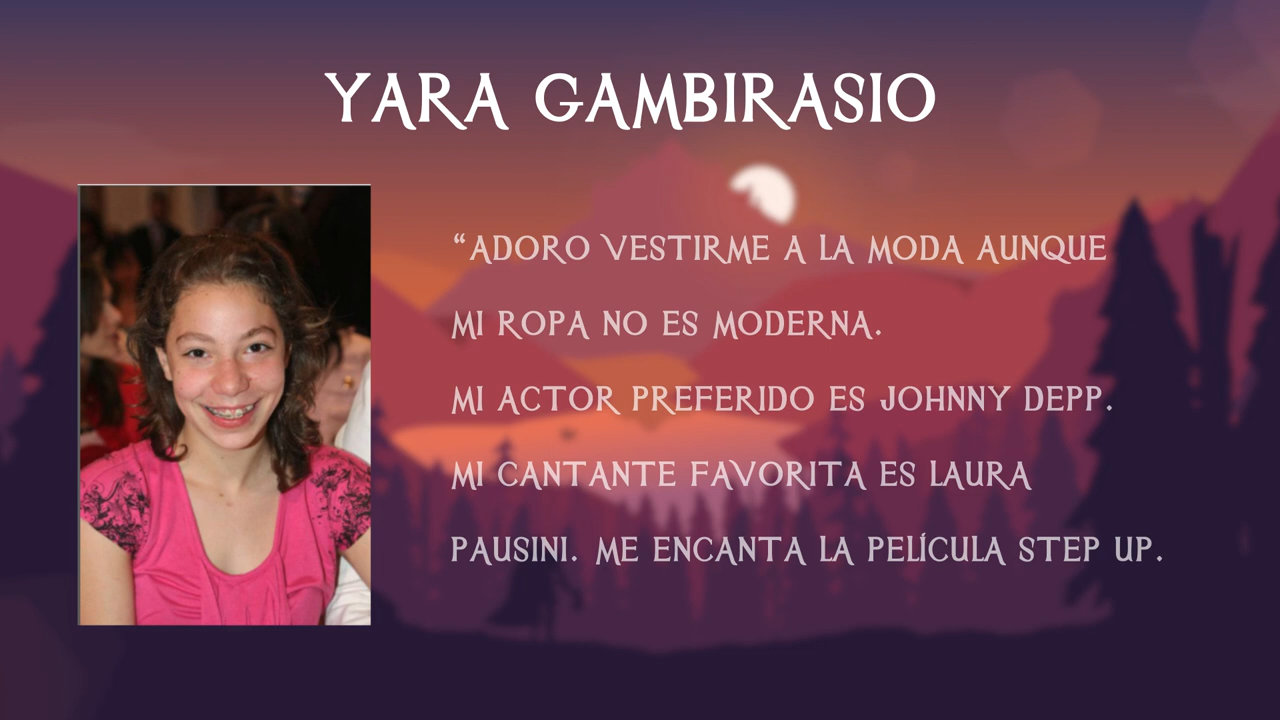 YARA GAMBIRASIO
“ADORO VESTIRME A LA MODA AUNQUE
MI ROPA NO ES MODERNA.
MI ACTOR PREFERIDO ES JOHNNY DEPP.
MI CANTANTE FAVORITA ES LAURA
PAUSINI. ME ENCANTA LA PELÍCULA STEP UP.